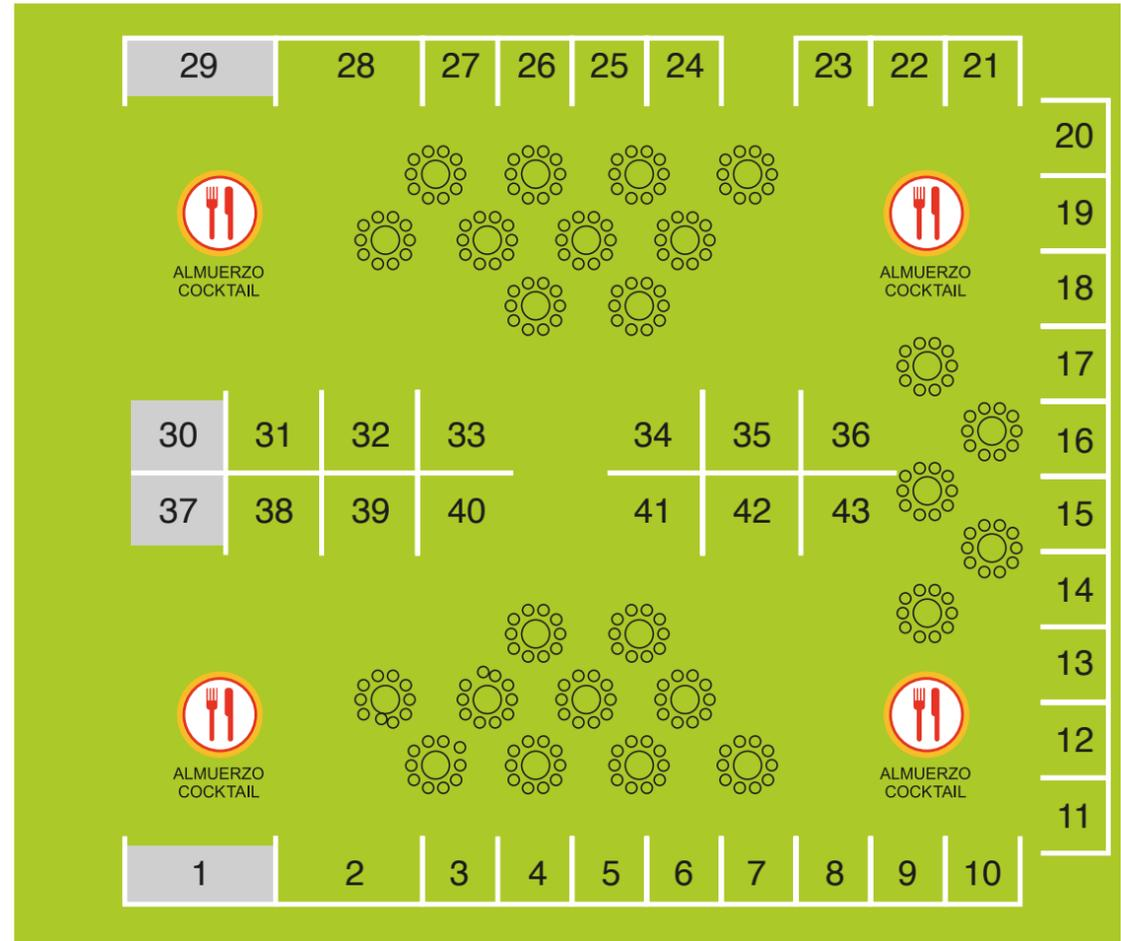 29 28 27 26 25 24 23 22 21
20
19
ALMUERZO
COCKTAIL
ALMUERZO
COCKTAIL
18
17
30 31 32 33 34 35 36
16
37 38 39 40 41 42 43
15
14
13
12
ALMUERZO
COCKTAIL
ALMUERZO
COCKTAIL
11
1 2 3 4 5 6 7 8 9 10